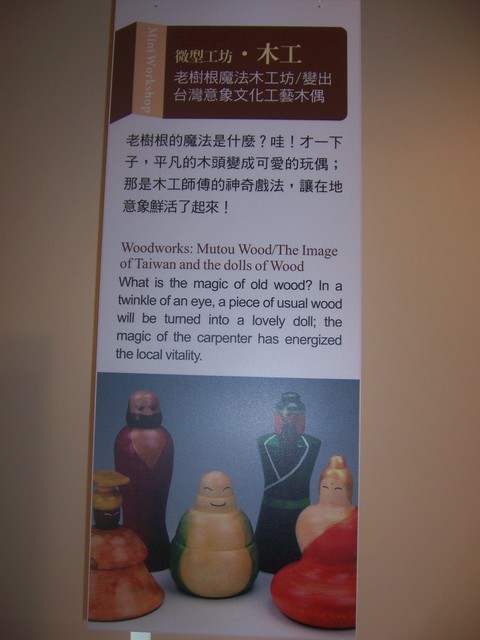 Mini Workshop
微型工坊・木工
老樹根魔法木工坊/變出
台灣意象文化工藝木偶
老樹根的魔法是什麼？哇！才一下
子，平凡的木頭變成可愛的玩偶；
那是木工師傅的神奇戲法，讓在地
意象鮮活了起來！
Woodworks: Mutou Wood/The Image
of Taiwan and the dolls of Wood
What is the magic of old wood? In a
twinkle of an eye, a piece of usual wood
will be turned into a lovely doll; the
magic of the carpenter has energized
the local vitality.